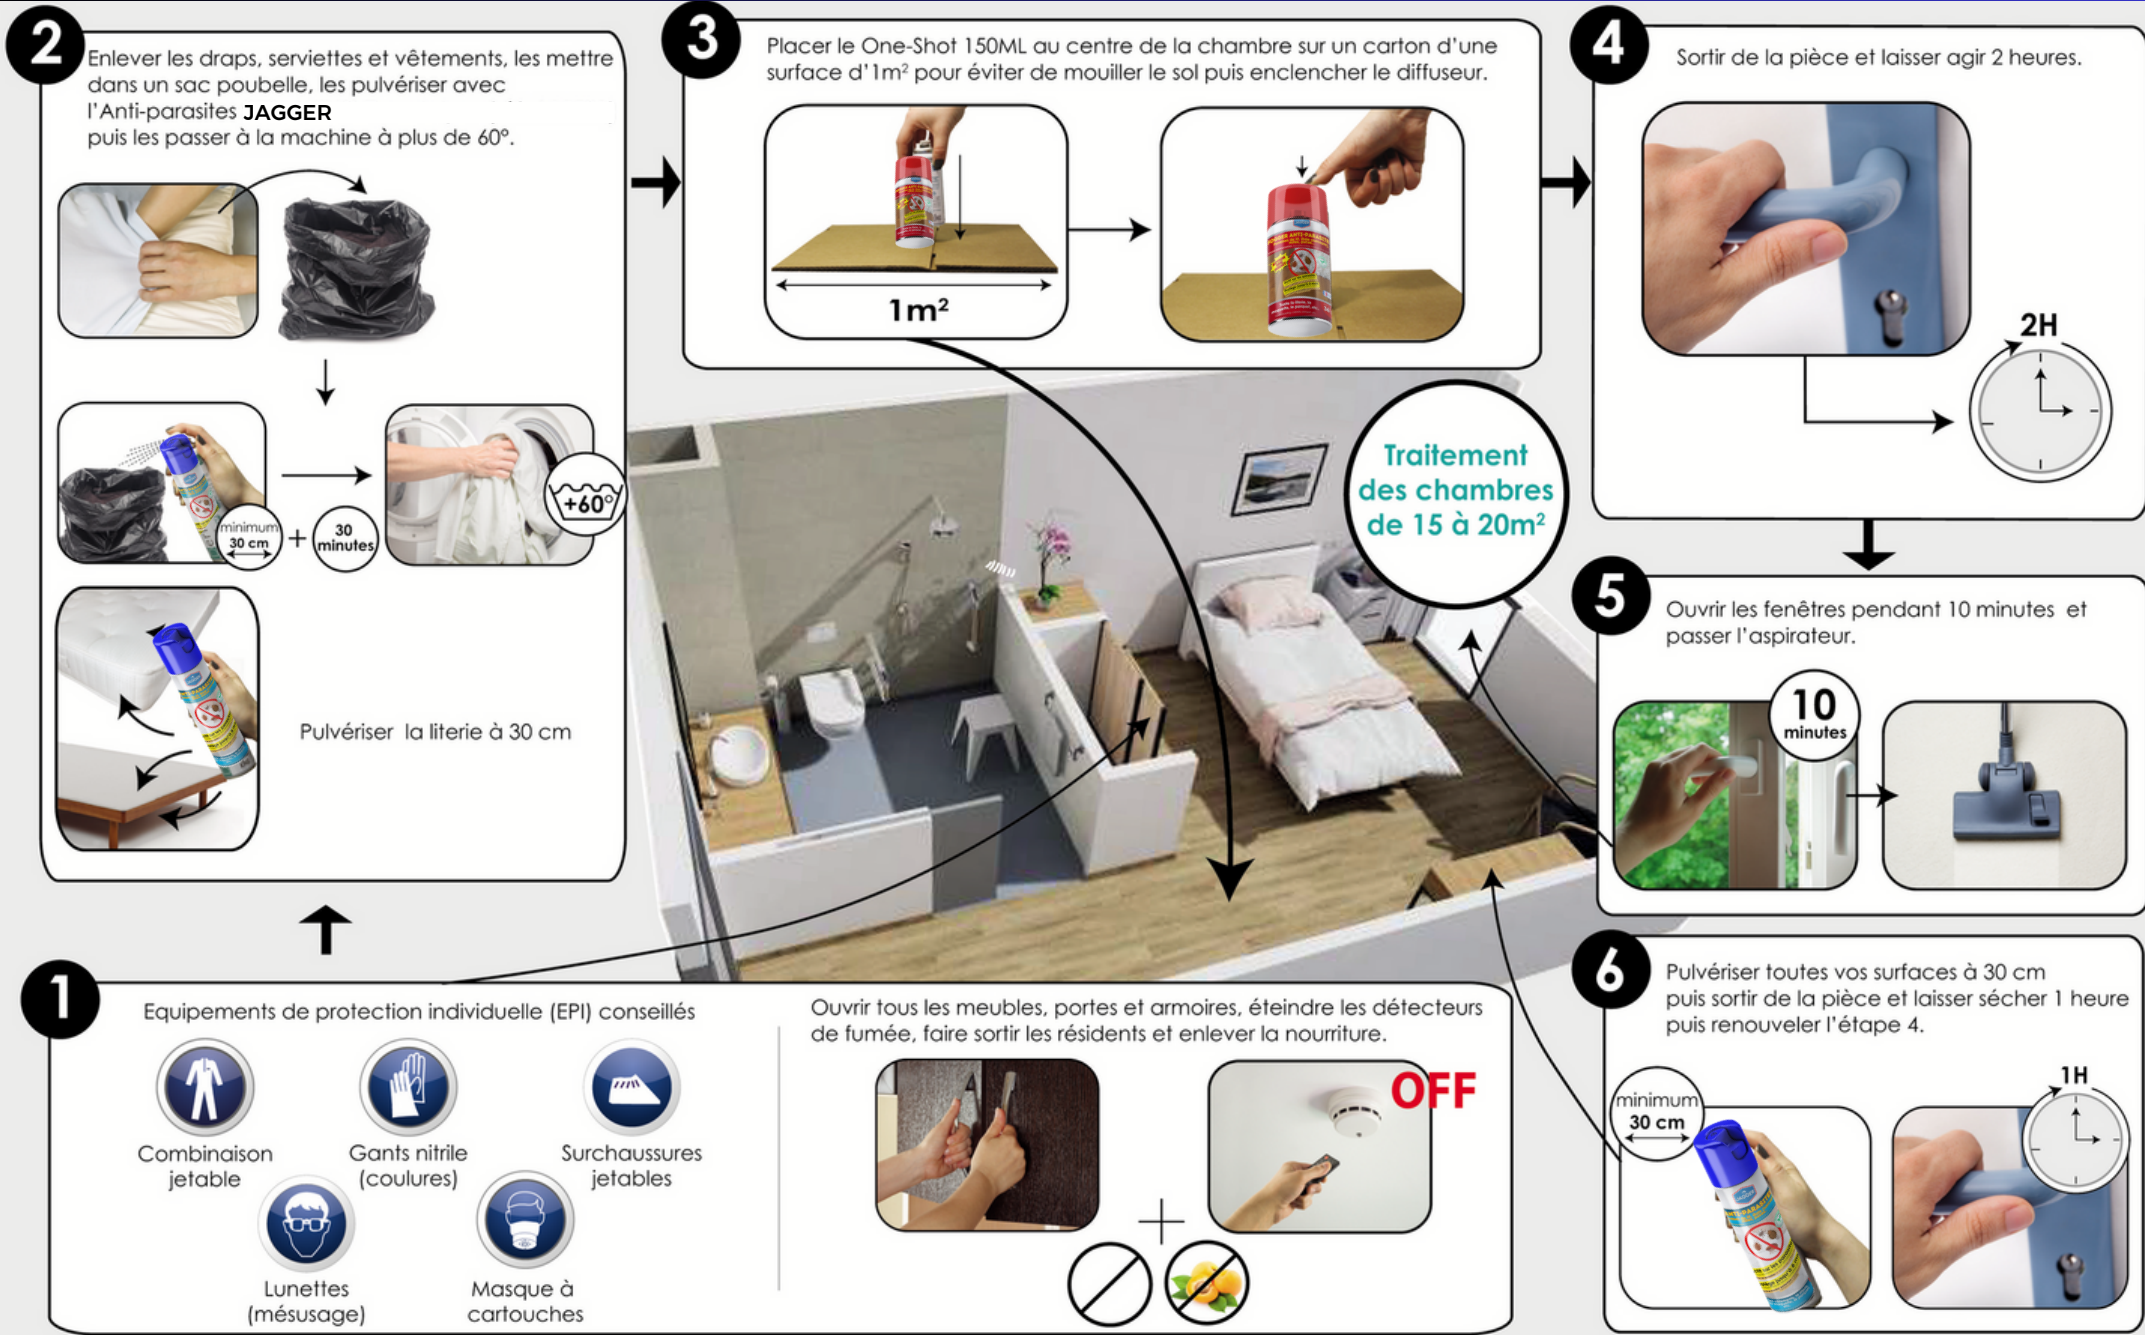 1
Equipements de protection individuelle (EPI) conseillés
Combinaison
jetable
Gants nitrile
(coulures)
Surchaussures
jetables
Lunettes
(mésusage)
Masque à
cartouches
Ouvrir tous les meubles, portes et armoires, éteindre les détecteurs
de fumée, faire sortir les résidents et enlever la nourriture.
OFF
2
Enlever les draps, serviettes et vêtements, les mettre
dans un sac poubelle, les pulvériser avec
l'Anti-parasites JAGGER
puis les passer à la machine à plus de 60°.
minimum
30 cm
+
30
minutes
+60°
Pulvériser la literie à 30 cm
3
Placer le One-Shot 150ML au centre de la chambre sur un carton d'une
surface d'1m² pour éviter de mouiller le sol puis enclencher le diffuseur.
1m²
Traitement
des chambres
de 15 à 20m²
4
Sortir de la pièce et laisser agir 2 heures.
2H
5
Ouvrir les fenêtres pendant 10 minutes et
passer l'aspirateur.
10
minutes
6
Pulvériser toutes vos surfaces à 30 cm
puis sortir de la pièce et laisser sécher 1 heure
puis renouveler l'étape 4.
minimum
30 cm
1H